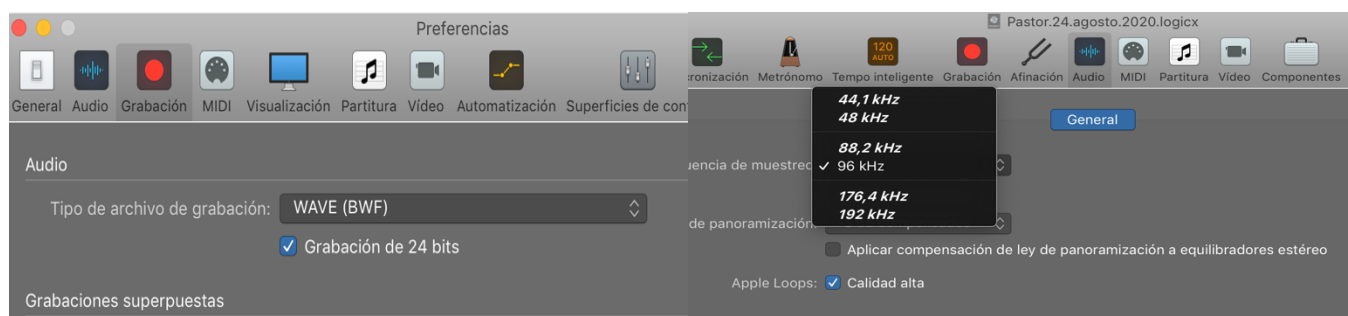 Preferencias
General Audio Grabación MIDI Visualización Partitura Vídeo Automatización Superficies de con
Audio
Tipo de archivo de grabación: WAVE (BWF)
Grabación de 24 bits
Grabaciones superpuestas
Pastor.24.agosto.2020.logicx
120
AUTO
cronización Metrónomo Tempo inteligente Grabación Afinación Audio MIDI Partitura Vídeo Componentes
General
44,1 kHz
48 kHz
88,2 kHz
uencia de muestreo 96 kHz
176,4 kHz
192 kHz
de panoramización:
Aplicar compensación de ley de panoramización a equilibradores estéreo
Apple Loops: Calidad alta